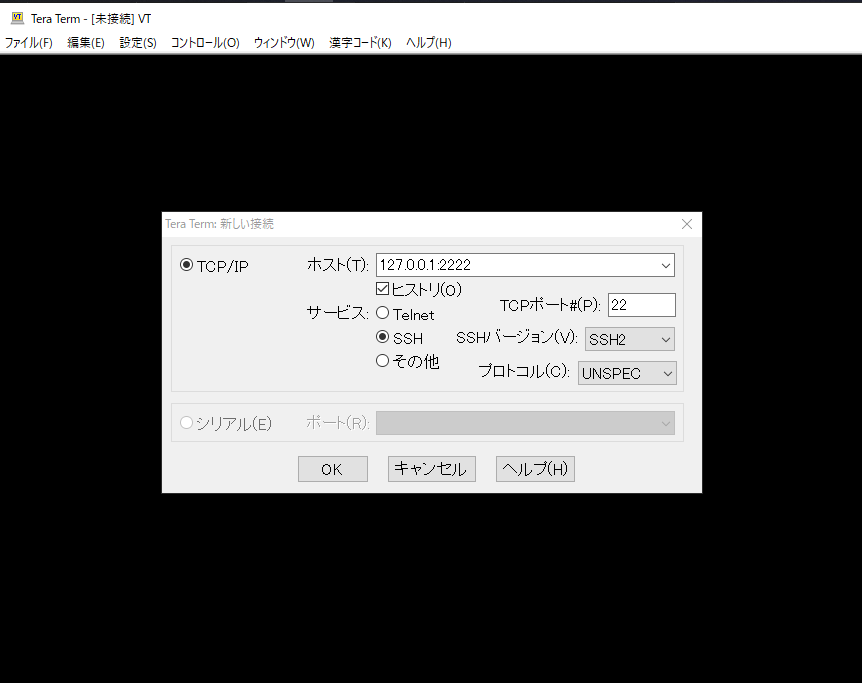 Tera Term - [未接続] VT
ファイル(F) 編集(E) 設定(S) コントロール(O) ウィンドウ(W) 漢字コード(K) ヘルプ(H)
Tera Term: 新しい接続
TCP/IP
ホスト(T): 127.0.0.1:2222
ヒストリ(O)
サービス: Telnet
TCPポート#(P): 22
SSH
SSHバージョン(V): SSH2
その他
プロトコル(C): UNSPEC
シリアル(E)
ポート(R):
OK キャンセル ヘルプ(H)